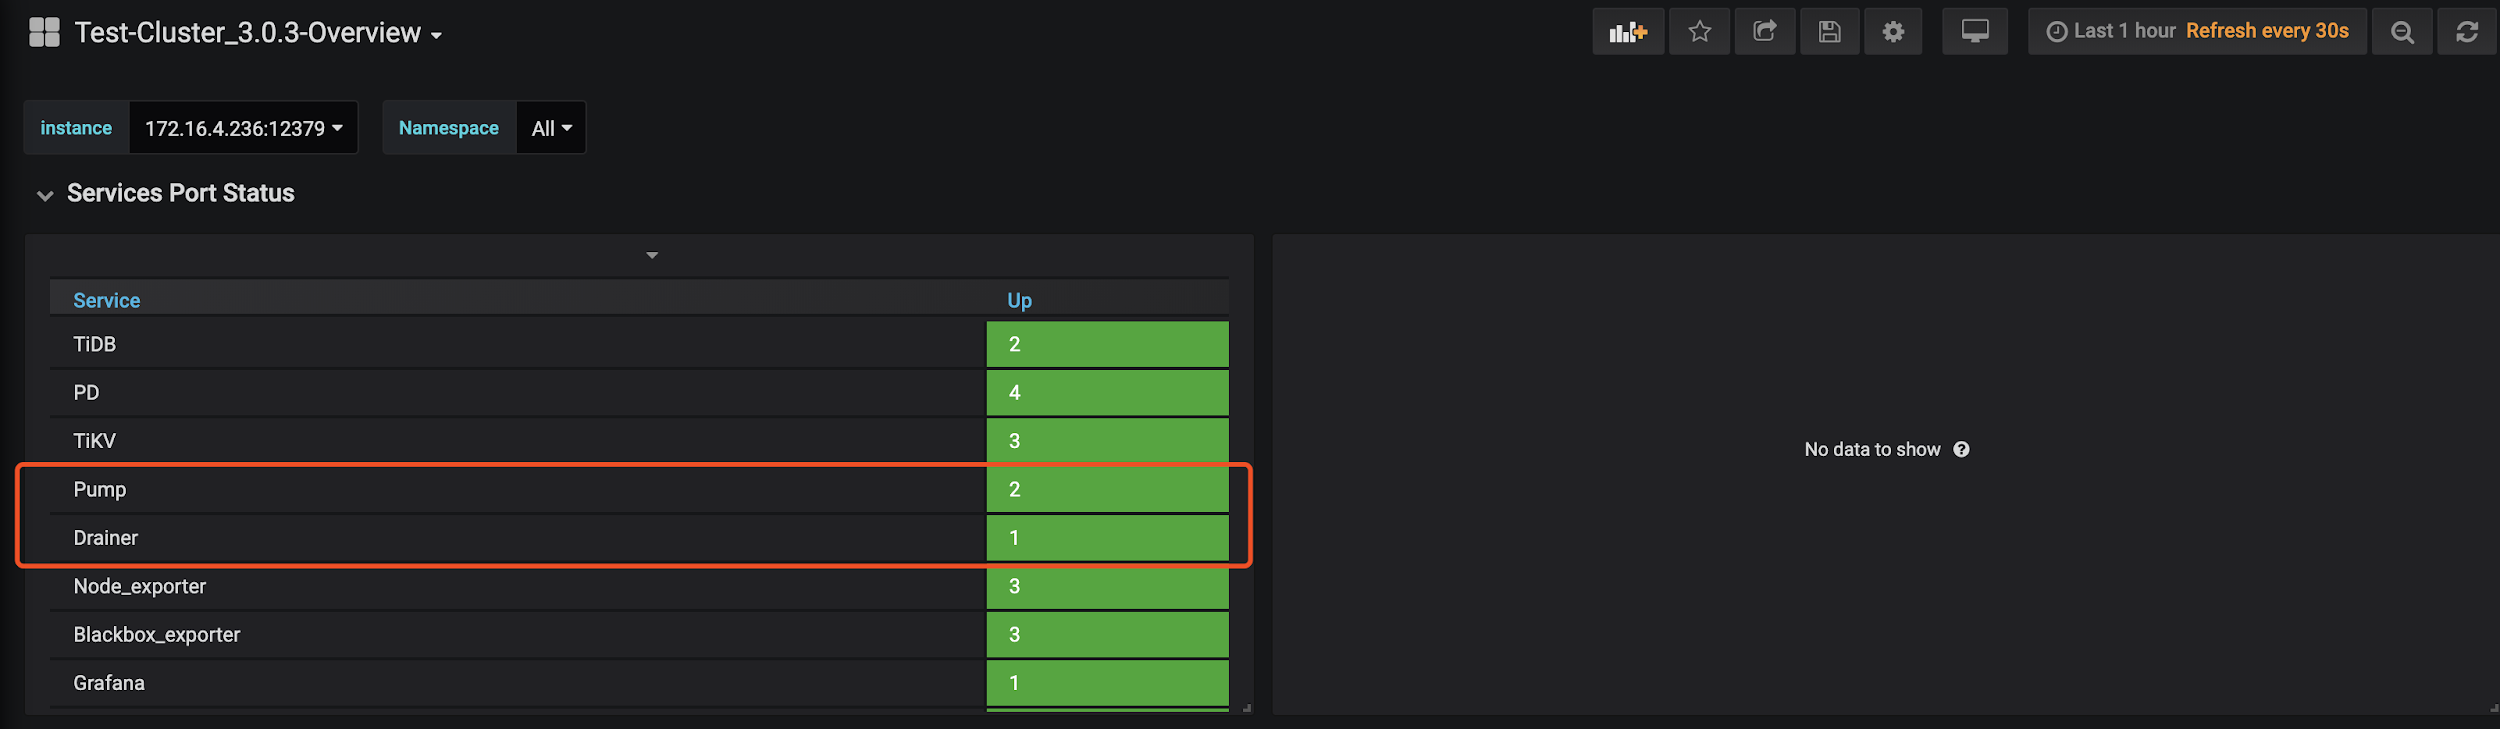 Test-Cluster_3.0.3-Overview
Last 1 hour Refresh every 30s
instance 172.16.4.236:12379 Namespace All
Services Port Status
Service Up
TiDB 2
PD 4
TiKV 3
Pump 2
Drainer 1
Node_exporter 3
Blackbox_exporter 3
Grafana 1
No data to show